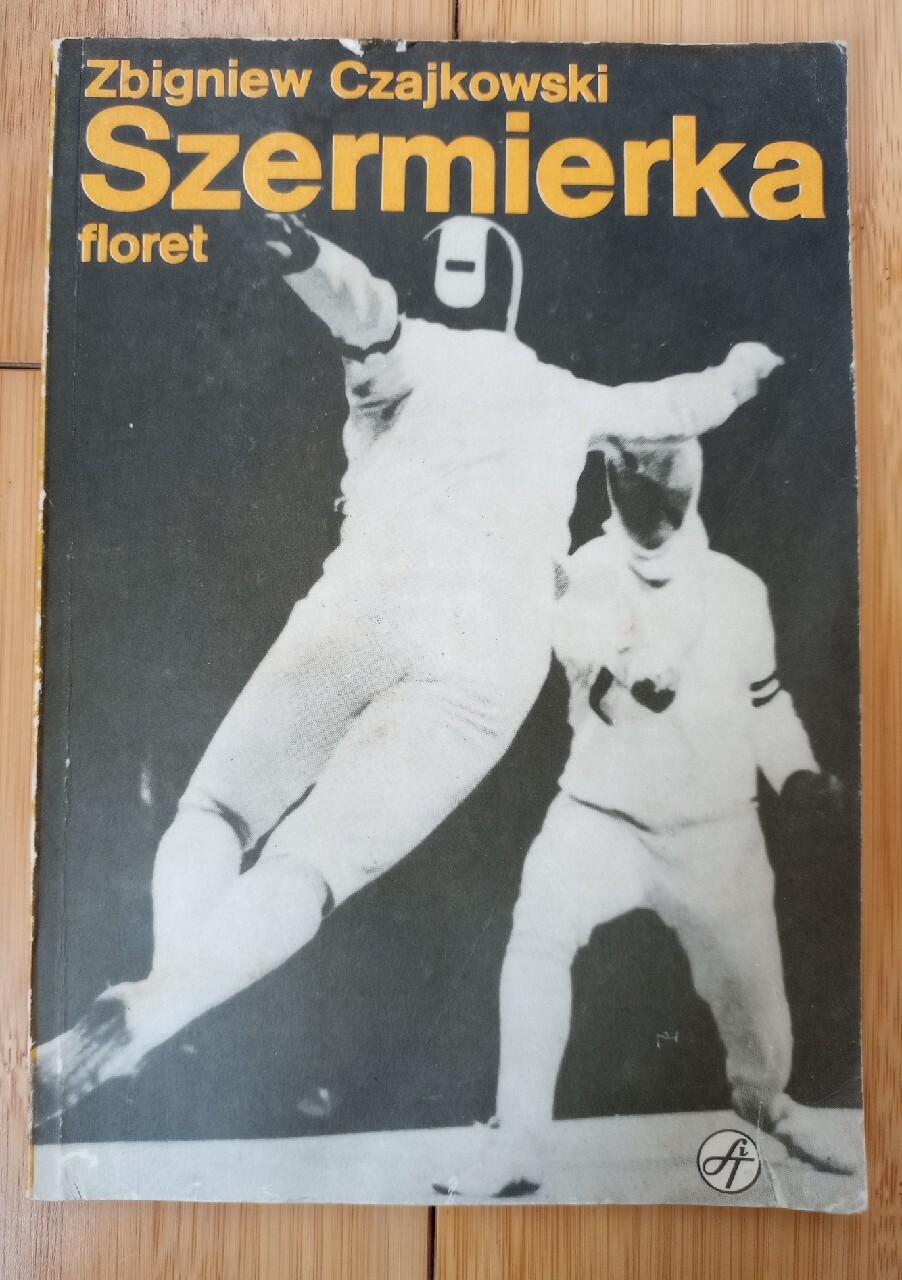 Zbigniew Czajkowski
Szermierka
floret